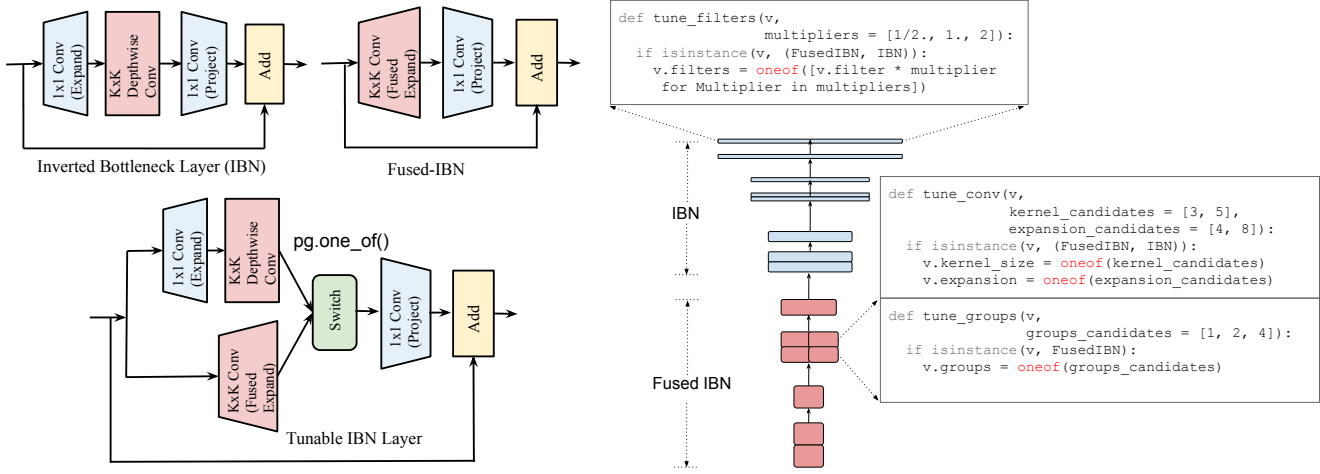 1x1 Conv
(Expand)
KxK
Depthwise
Conv
1x1 Conv
(Project)
Add
Inverted Bottleneck Layer (IBN)
KxK Conv
(Fused
Expand)
1x1 Conv
(Project)
Add
Fused-IBN
1x1 Conv
(Expand)
KxK
Depthwise
Conv
pg.one_of()
KxK Conv
(Fused
Expand)
Switch
1x1 Conv
(Project)
Add
Tunable IBN Layer
def tune_filters(v,
multipliers = [1/2., 1., 2]):
if isinstance(v, (FusedIBN, IBN)):
v.filters = oneof([v.filter * multiplier
for Multiplier in multipliers])
IBN
Fused IBN
def tune_conv(v,
kernel_candidates = [3, 5],
expansion_candidates = [4, 8]):
if isinstance(v, (FusedIBN, IBN)):
v.kernel_size = oneof(kernel_candidates)
v.expansion = oneof(expansion_candidates)
def tune_groups(v,
groups_candidates = [1, 2, 4]):
if isinstance(v, FusedIBN):
v.groups = oneof(groups_candidates)